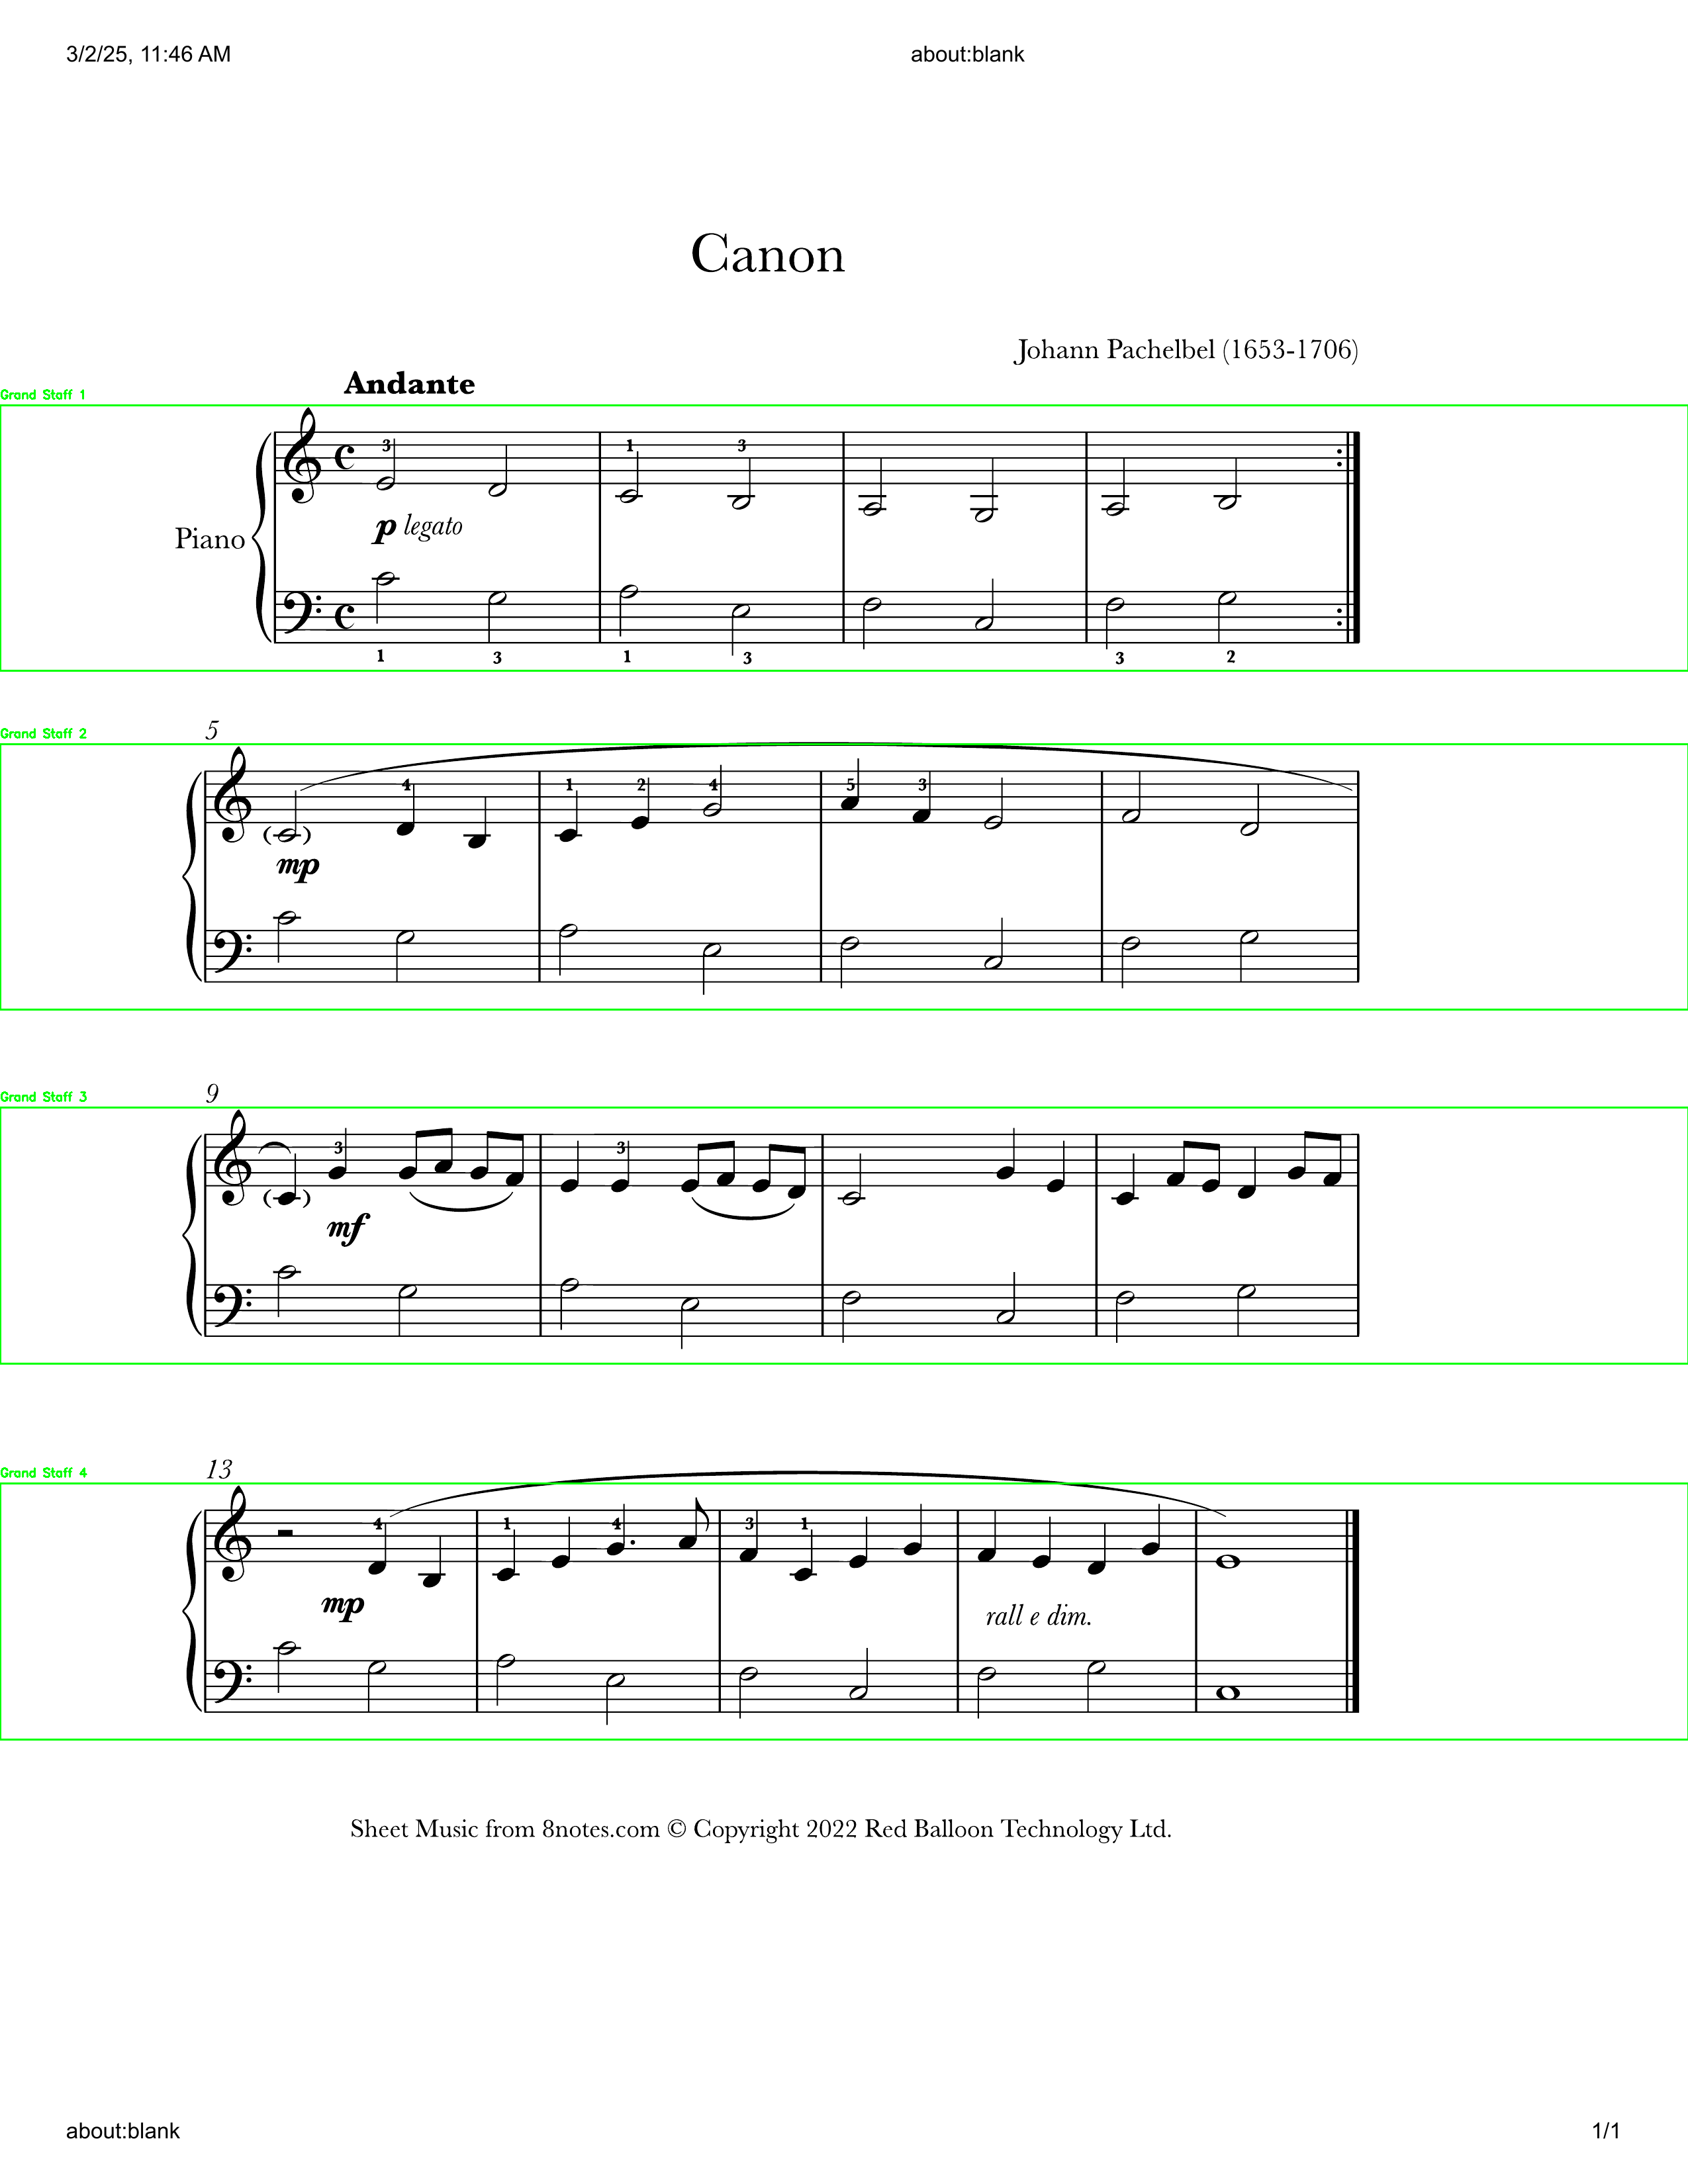 3/2/25, 11:46 AM about:blank
Canon
Johann Pachelbel (1653-1706)
Andante
Grand Staff 1
3 1 3
p legato
Piano
1 3 1 3 3 2
5
Grand Staff 2
4 1 2 4 5 3
mp
9
Grand Staff 3
3 3
mf
13
Grand Staff 4
4 1 4 3 1
mp
rall e dim.
Sheet Music from 8notes.com © Copyright 2022 Red Balloon Technology Ltd.
about:blank 1/1